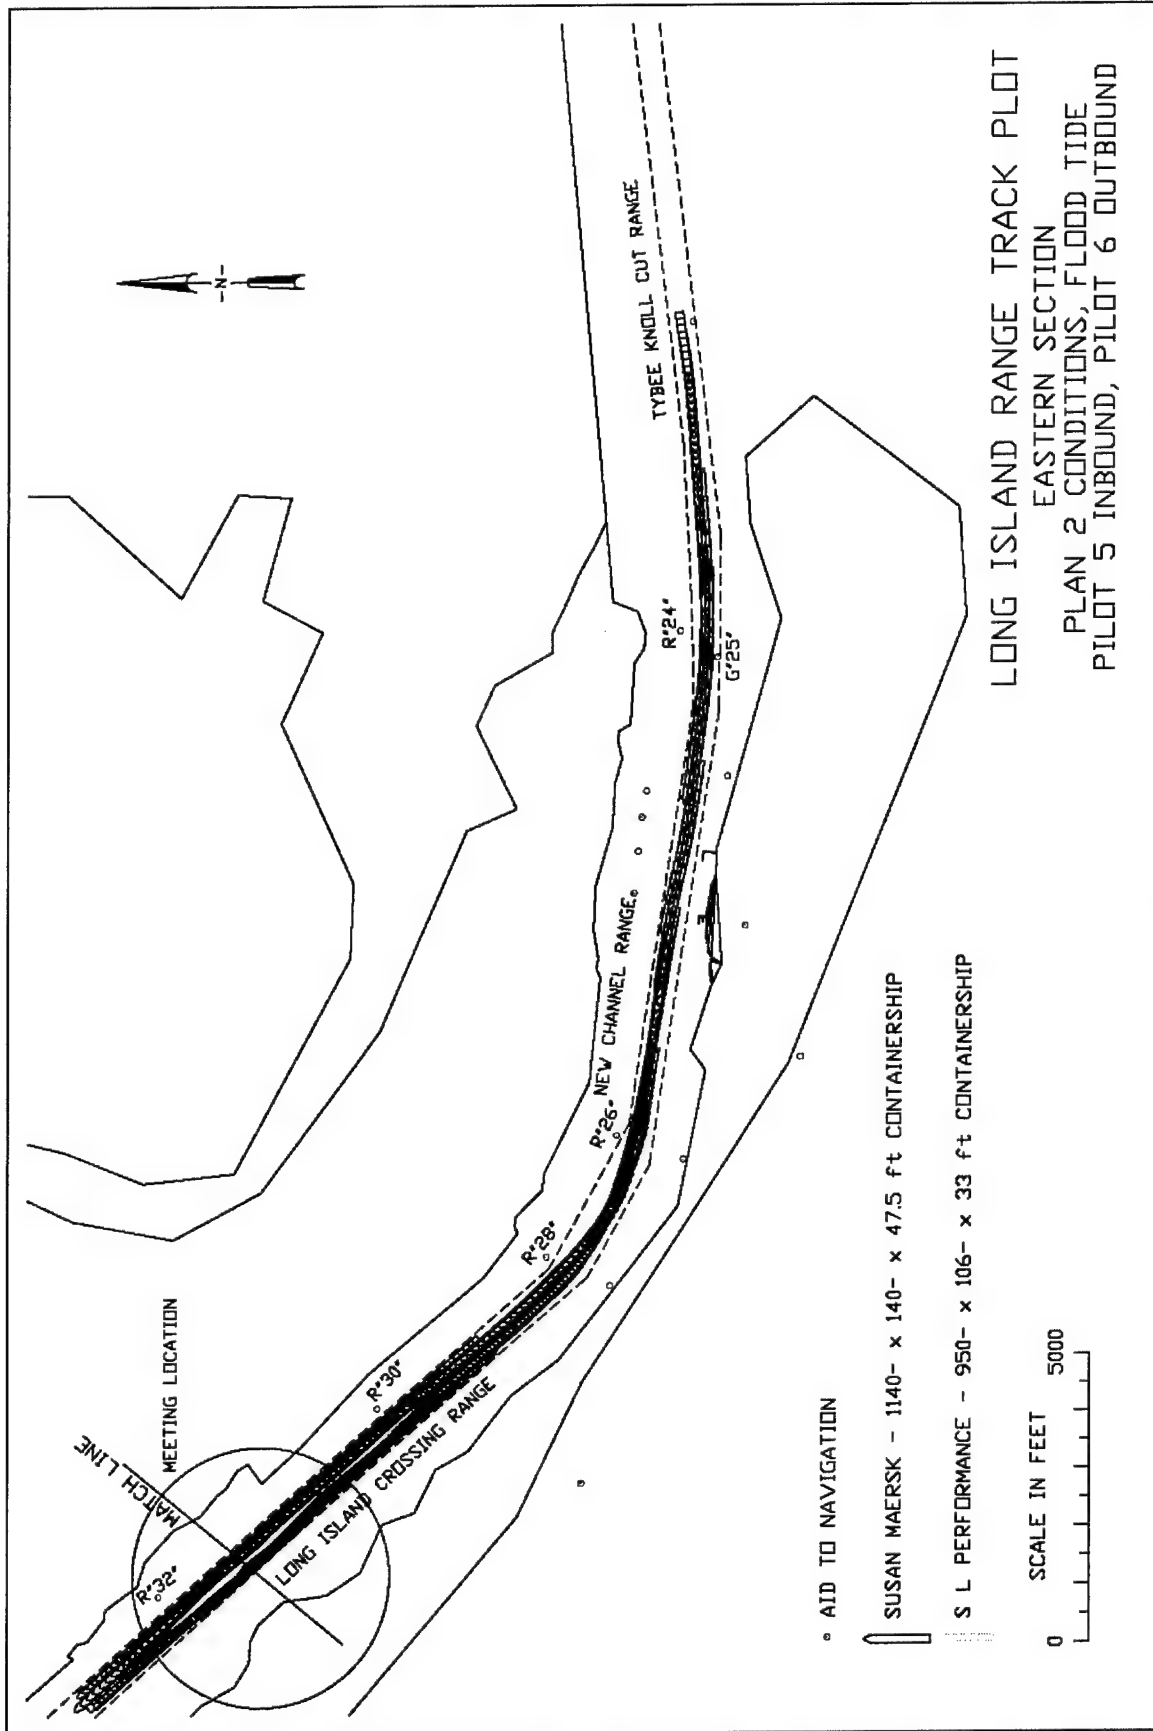 MATCH LINE
MEETING LOCATION
R"32"
R"30"
LONG ISLAND CROSSING RANGE
R"28"
R"26"
NEW CHANNEL RANGE
R"24"
G"25"
TYBEE KNOLL CUT RANGE
-N-
AID TO NAVIGATION
SUSAN MAERSK - 1140- x 140- x 47.5 ft CONTAINERSHIP
S L PERFORMANCE - 950- x 106- x 33 ft CONTAINERSHIP
SCALE IN FEET
0 5000
LONG ISLAND RANGE TRACK PLOT
EASTERN SECTION
PLAN 2 CONDITIONS, FLOOD TIDE
PILOT 5 INBOUND, PILOT 6 OUTBOUND